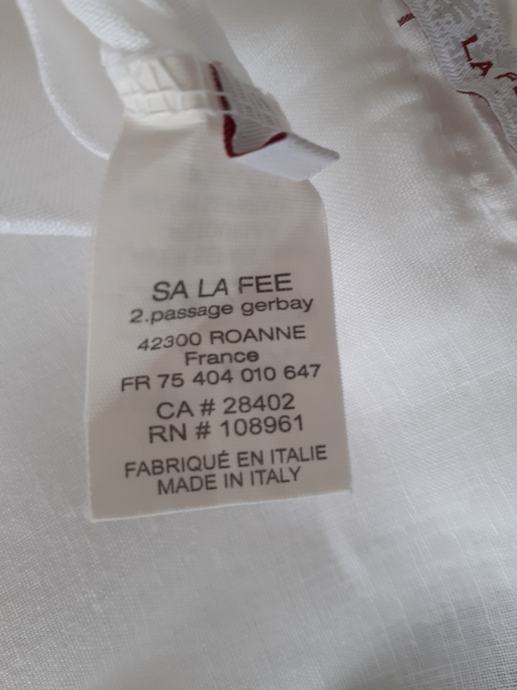 SA LA FEE
2.passage gerbay
42300 ROANNE
France
FR 75 404 010 647
CA # 28402
RN # 108961
FABRIQUÉ EN ITALIE
MADE IN ITALY
LA